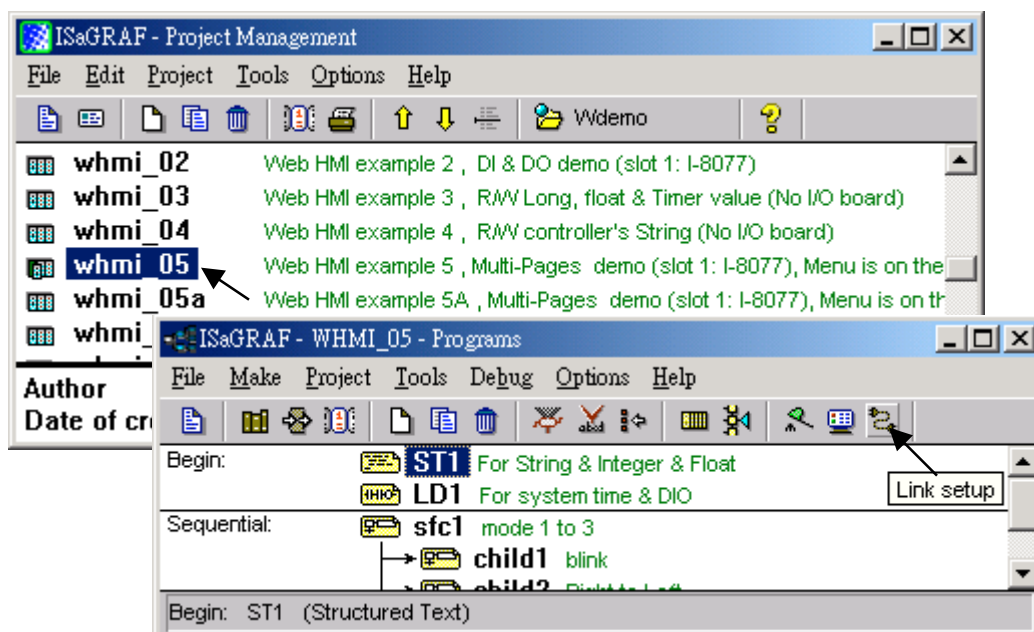 ISaGRAF - Project Management
File Edit Project Tools Options Help
Wdemo
whmi_02 Web HMI example 2 , DI & DO demo (slot 1: I-8077)
whmi_03 Web HMI example 3 , R/W Long, float & Timer value (No I/O board)
whmi_04 Web HMI example 4 , R/W controller's String (No I/O board)
whmi_05 Web HMI example 5 , Multi-Pages demo (slot 1: I-8077), Menu is on the
whmi_05a Web HMI example 5A , Multi-Pages demo (slot 1: I-8077), Menu is on th
whmi_
Author
Date of cr
ISaGRAF - WHMI_05 - Programs
File Make Project Tools Debug Options Help
Begin: ST1 For String & Integer & Float
LD1 For system time & DIO
Link setup
Sequential: sfc1 mode 1 to 3
child1 blink
child2 Right to Left
Begin: ST1 (Structured Text)